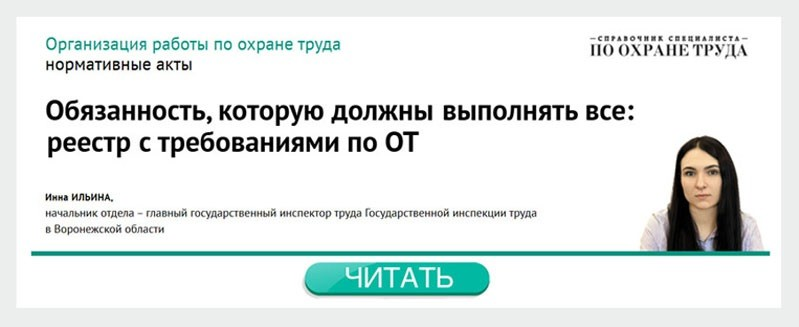 Организация работы по охране труда
нормативные акты
СПРАВОЧНИК СПЕЦИАЛИСТА
ПО ОХРАНЕ ТРУДА
Обязанность, которую должны выполнять все:
реестр с требованиями по ОТ
Инна ИЛЬИНА,
начальник отдела – главный государственный инспектор труда Государственной инспекции труда
в Воронежской области
ЧИТАТЬ